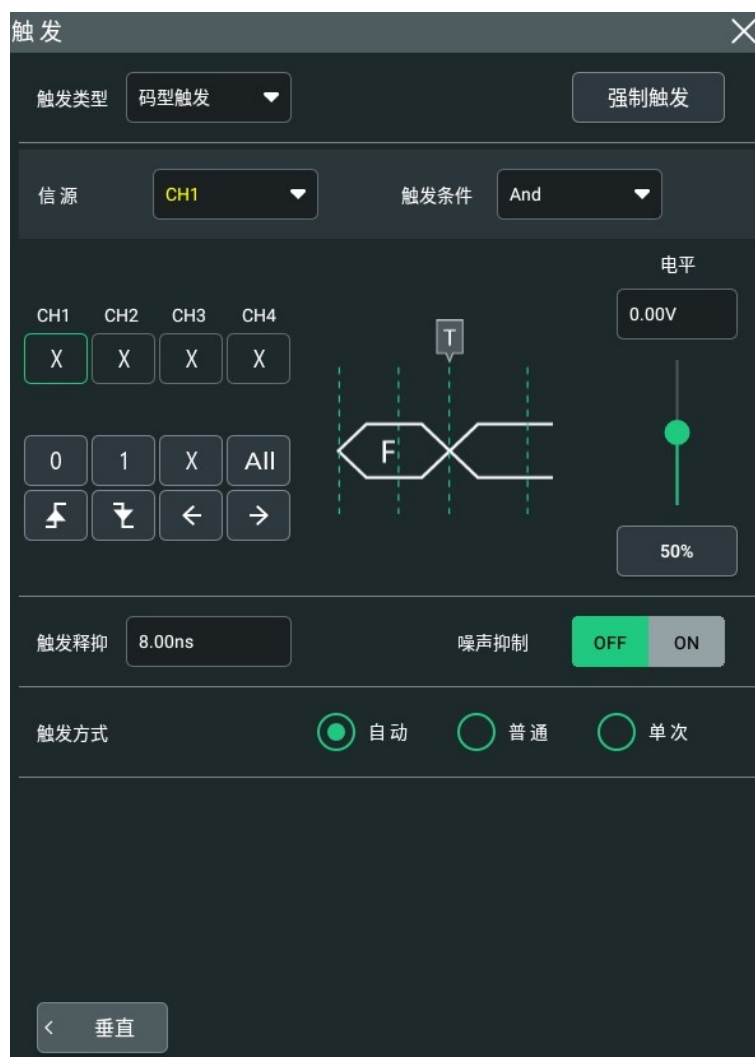 触发
触发类型 码型触发 强制触发
信源 CH1 触发条件 And
电平
0.00V
CH1 CH2 CH3 CH4
X X X X
T
F
0 1 X All
← →
50%
触发释抑 8.00ns 噪声抑制 OFF ON
触发方式 自动 普通 单次
< 垂直